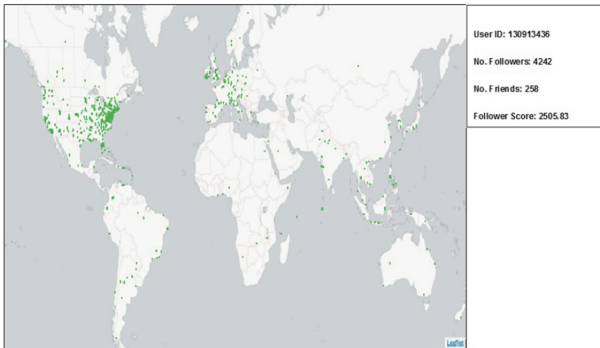 User ID: 130913436
No. Followers: 4242
No. Friends: 258
Follower Score: 2505.83
Leaflet